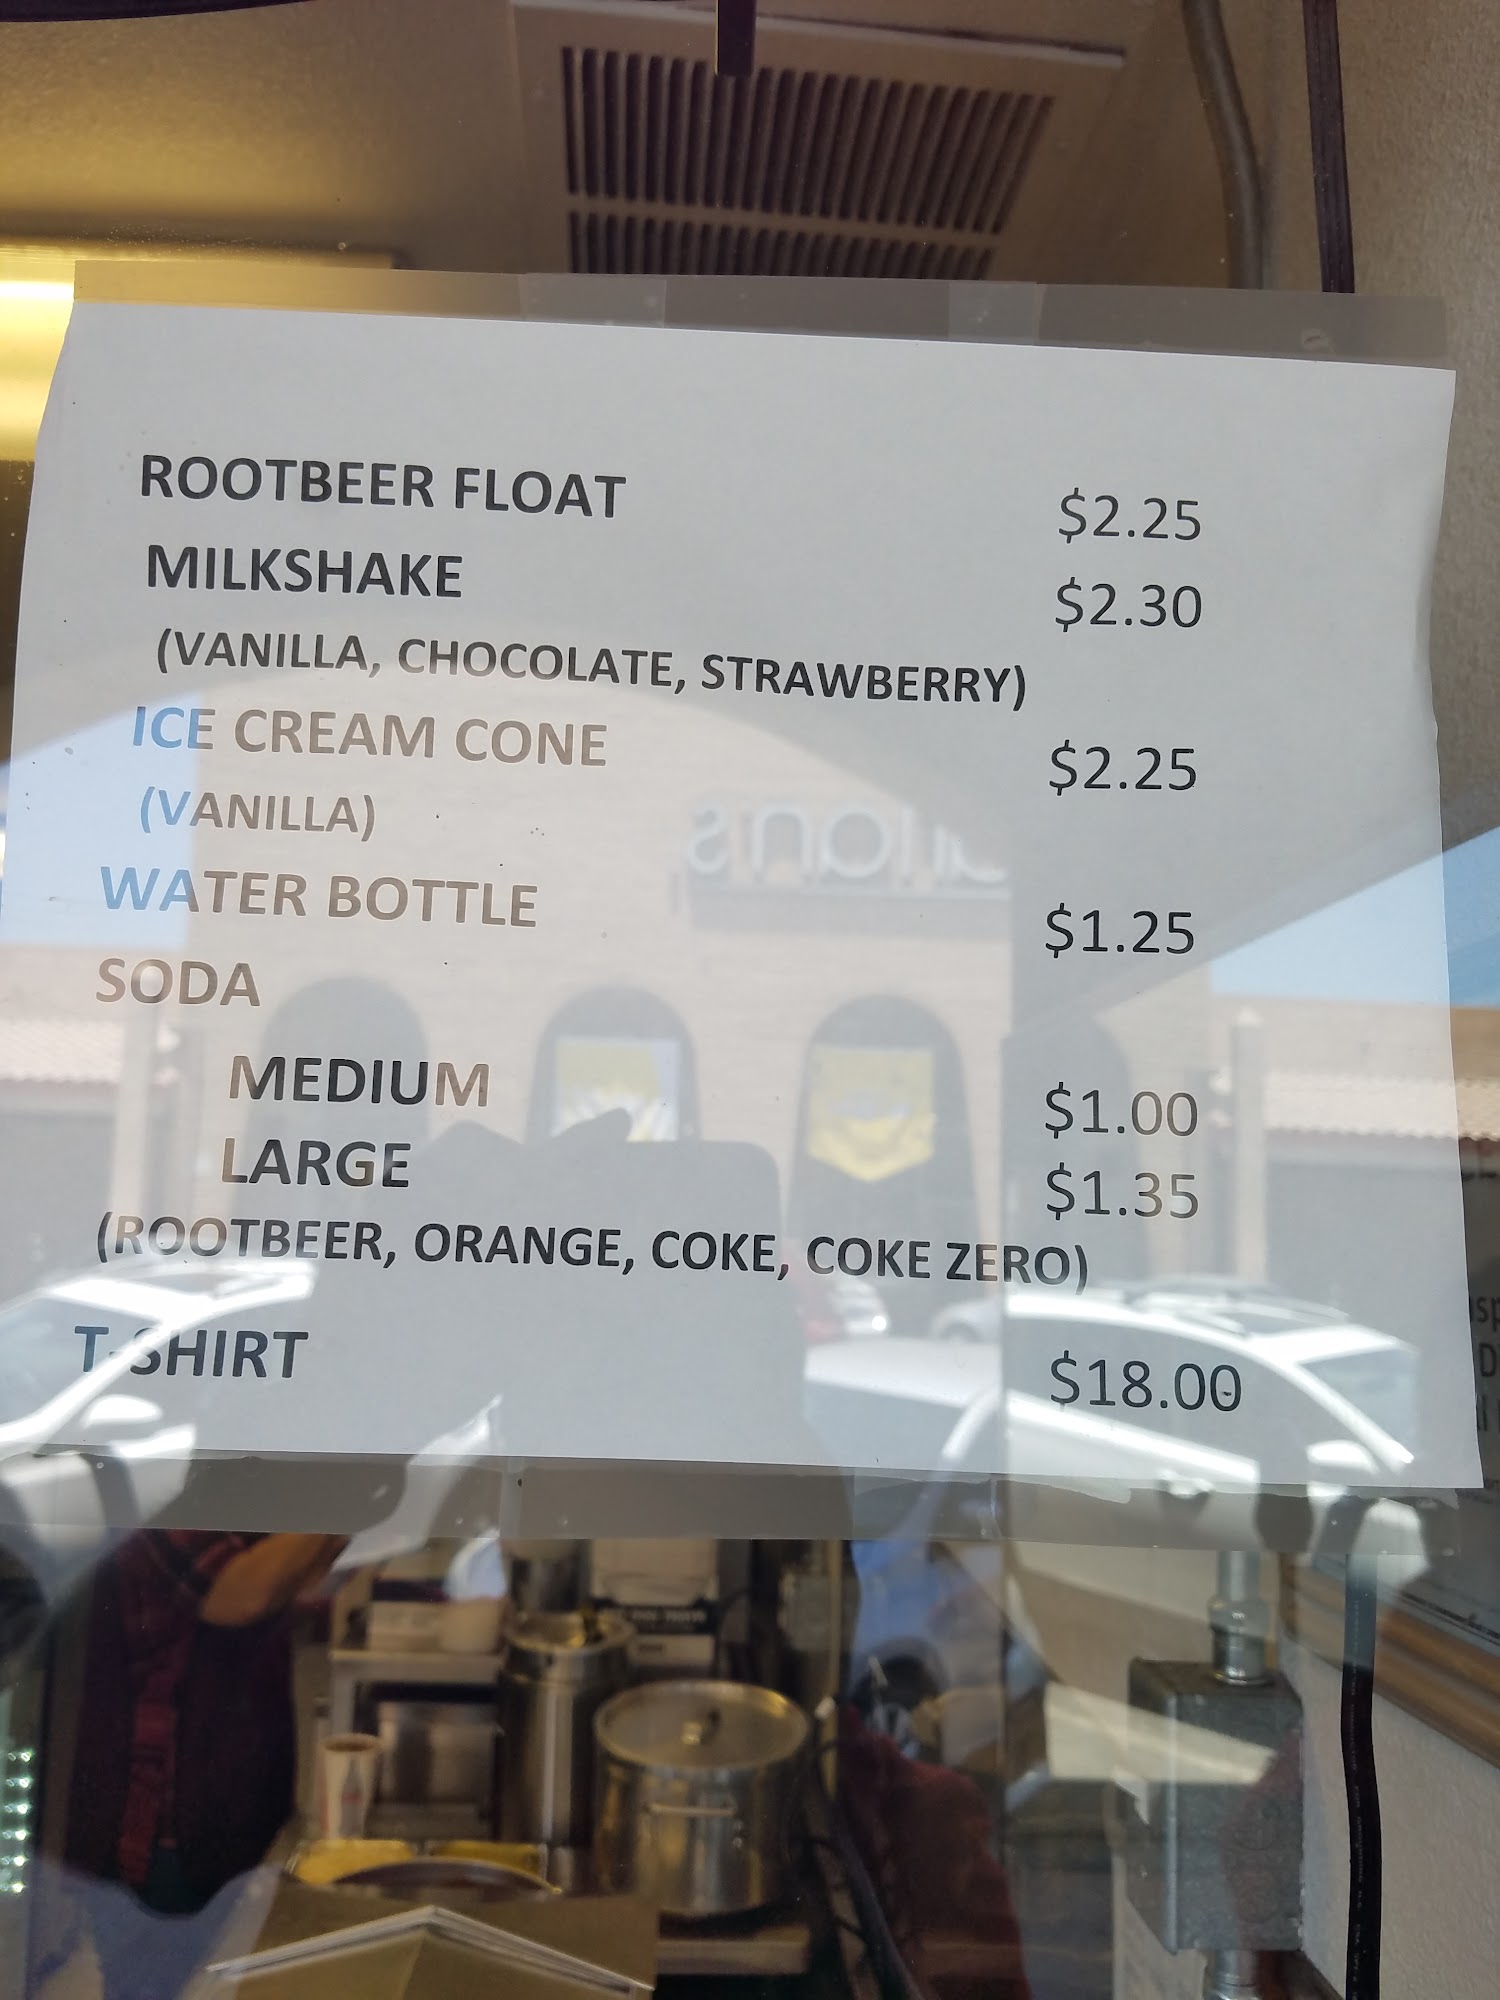 ROOTBEER FLOAT $2.25
MILKSHAKE $2.30
(VANILLA, CHOCOLATE, STRAWBERRY)
ICE CREAM CONE $2.25
(VANILLA)
WATER BOTTLE $1.25
SODA
MEDIUM $1.00
LARGE $1.35
(ROOTBEER, ORANGE, COKE, COKE ZERO)
T-SHIRT $18.00